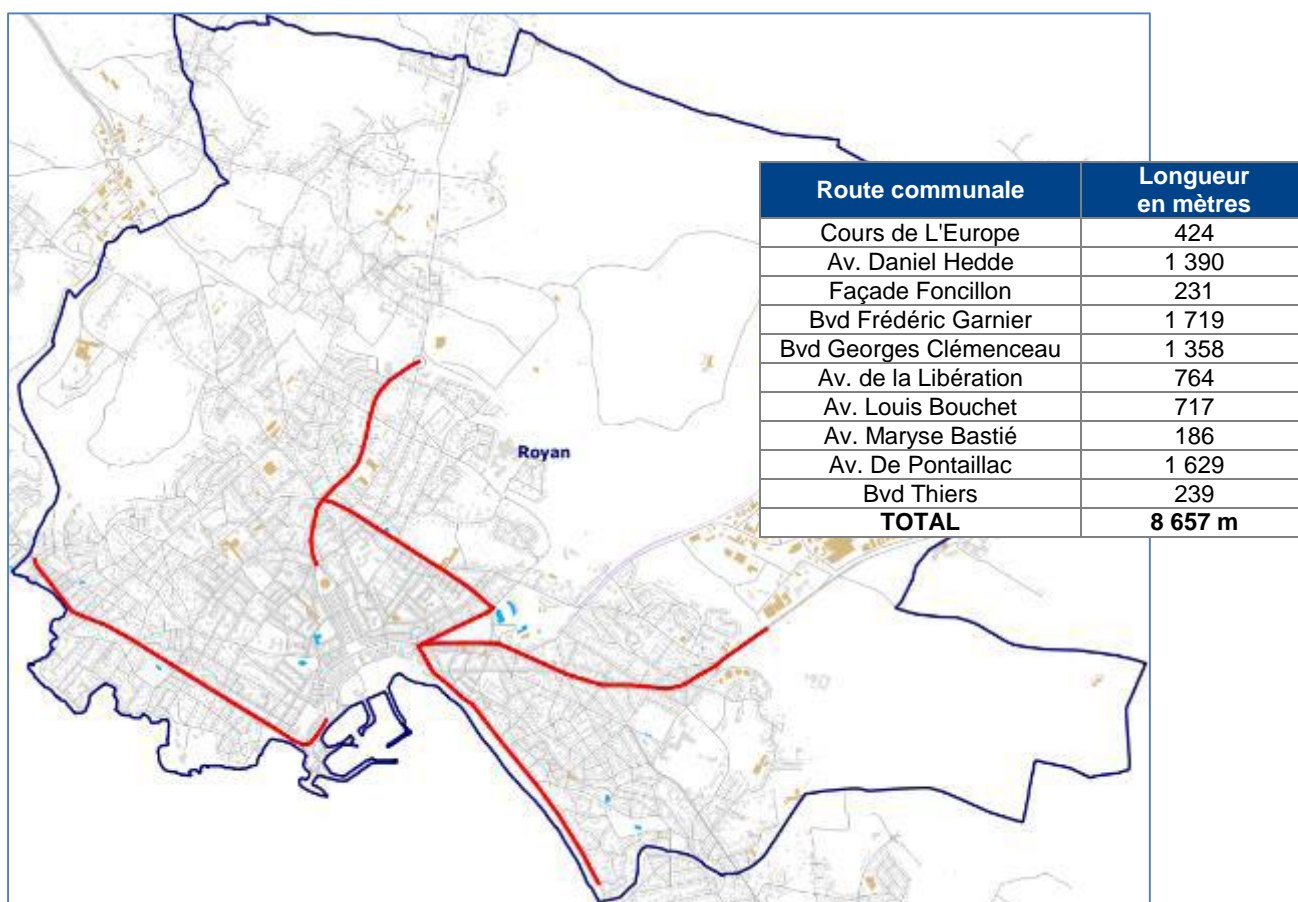 Royan
Route communale Longueur en mètres
Cours de L'Europe 424
Av. Daniel Hedde 1 390
Façade Foncillon 231
Bvd Frédéric Garnier 1 719
Bvd Georges Clémenceau 1 358
Av. de la Libération 764
Av. Louis Bouchet 717
Av. Maryse Bastié 186
Av. De Pontaillac 1 629
Bvd Thiers 239
TOTAL 8 657 m